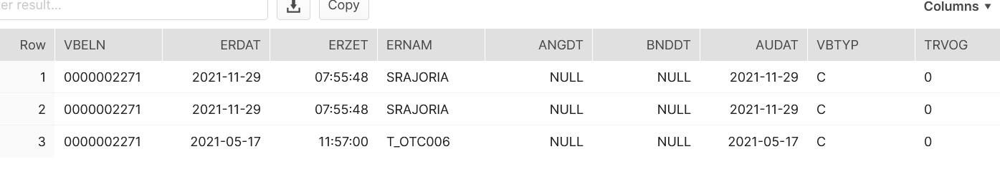 er result... Copy Columns ▼
Row VBELN ERDAT ERZET ERNAM ANGDT BNDDT AUDAT VBTYP TRVOG
1 0000002271 2021-11-29 07:55:48 SRAJORIA NULL NULL 2021-11-29 C 0
2 0000002271 2021-11-29 07:55:48 SRAJORIA NULL NULL 2021-11-29 C 0
3 0000002271 2021-05-17 11:57:00 T_OTC006 NULL NULL 2021-05-17 C 0